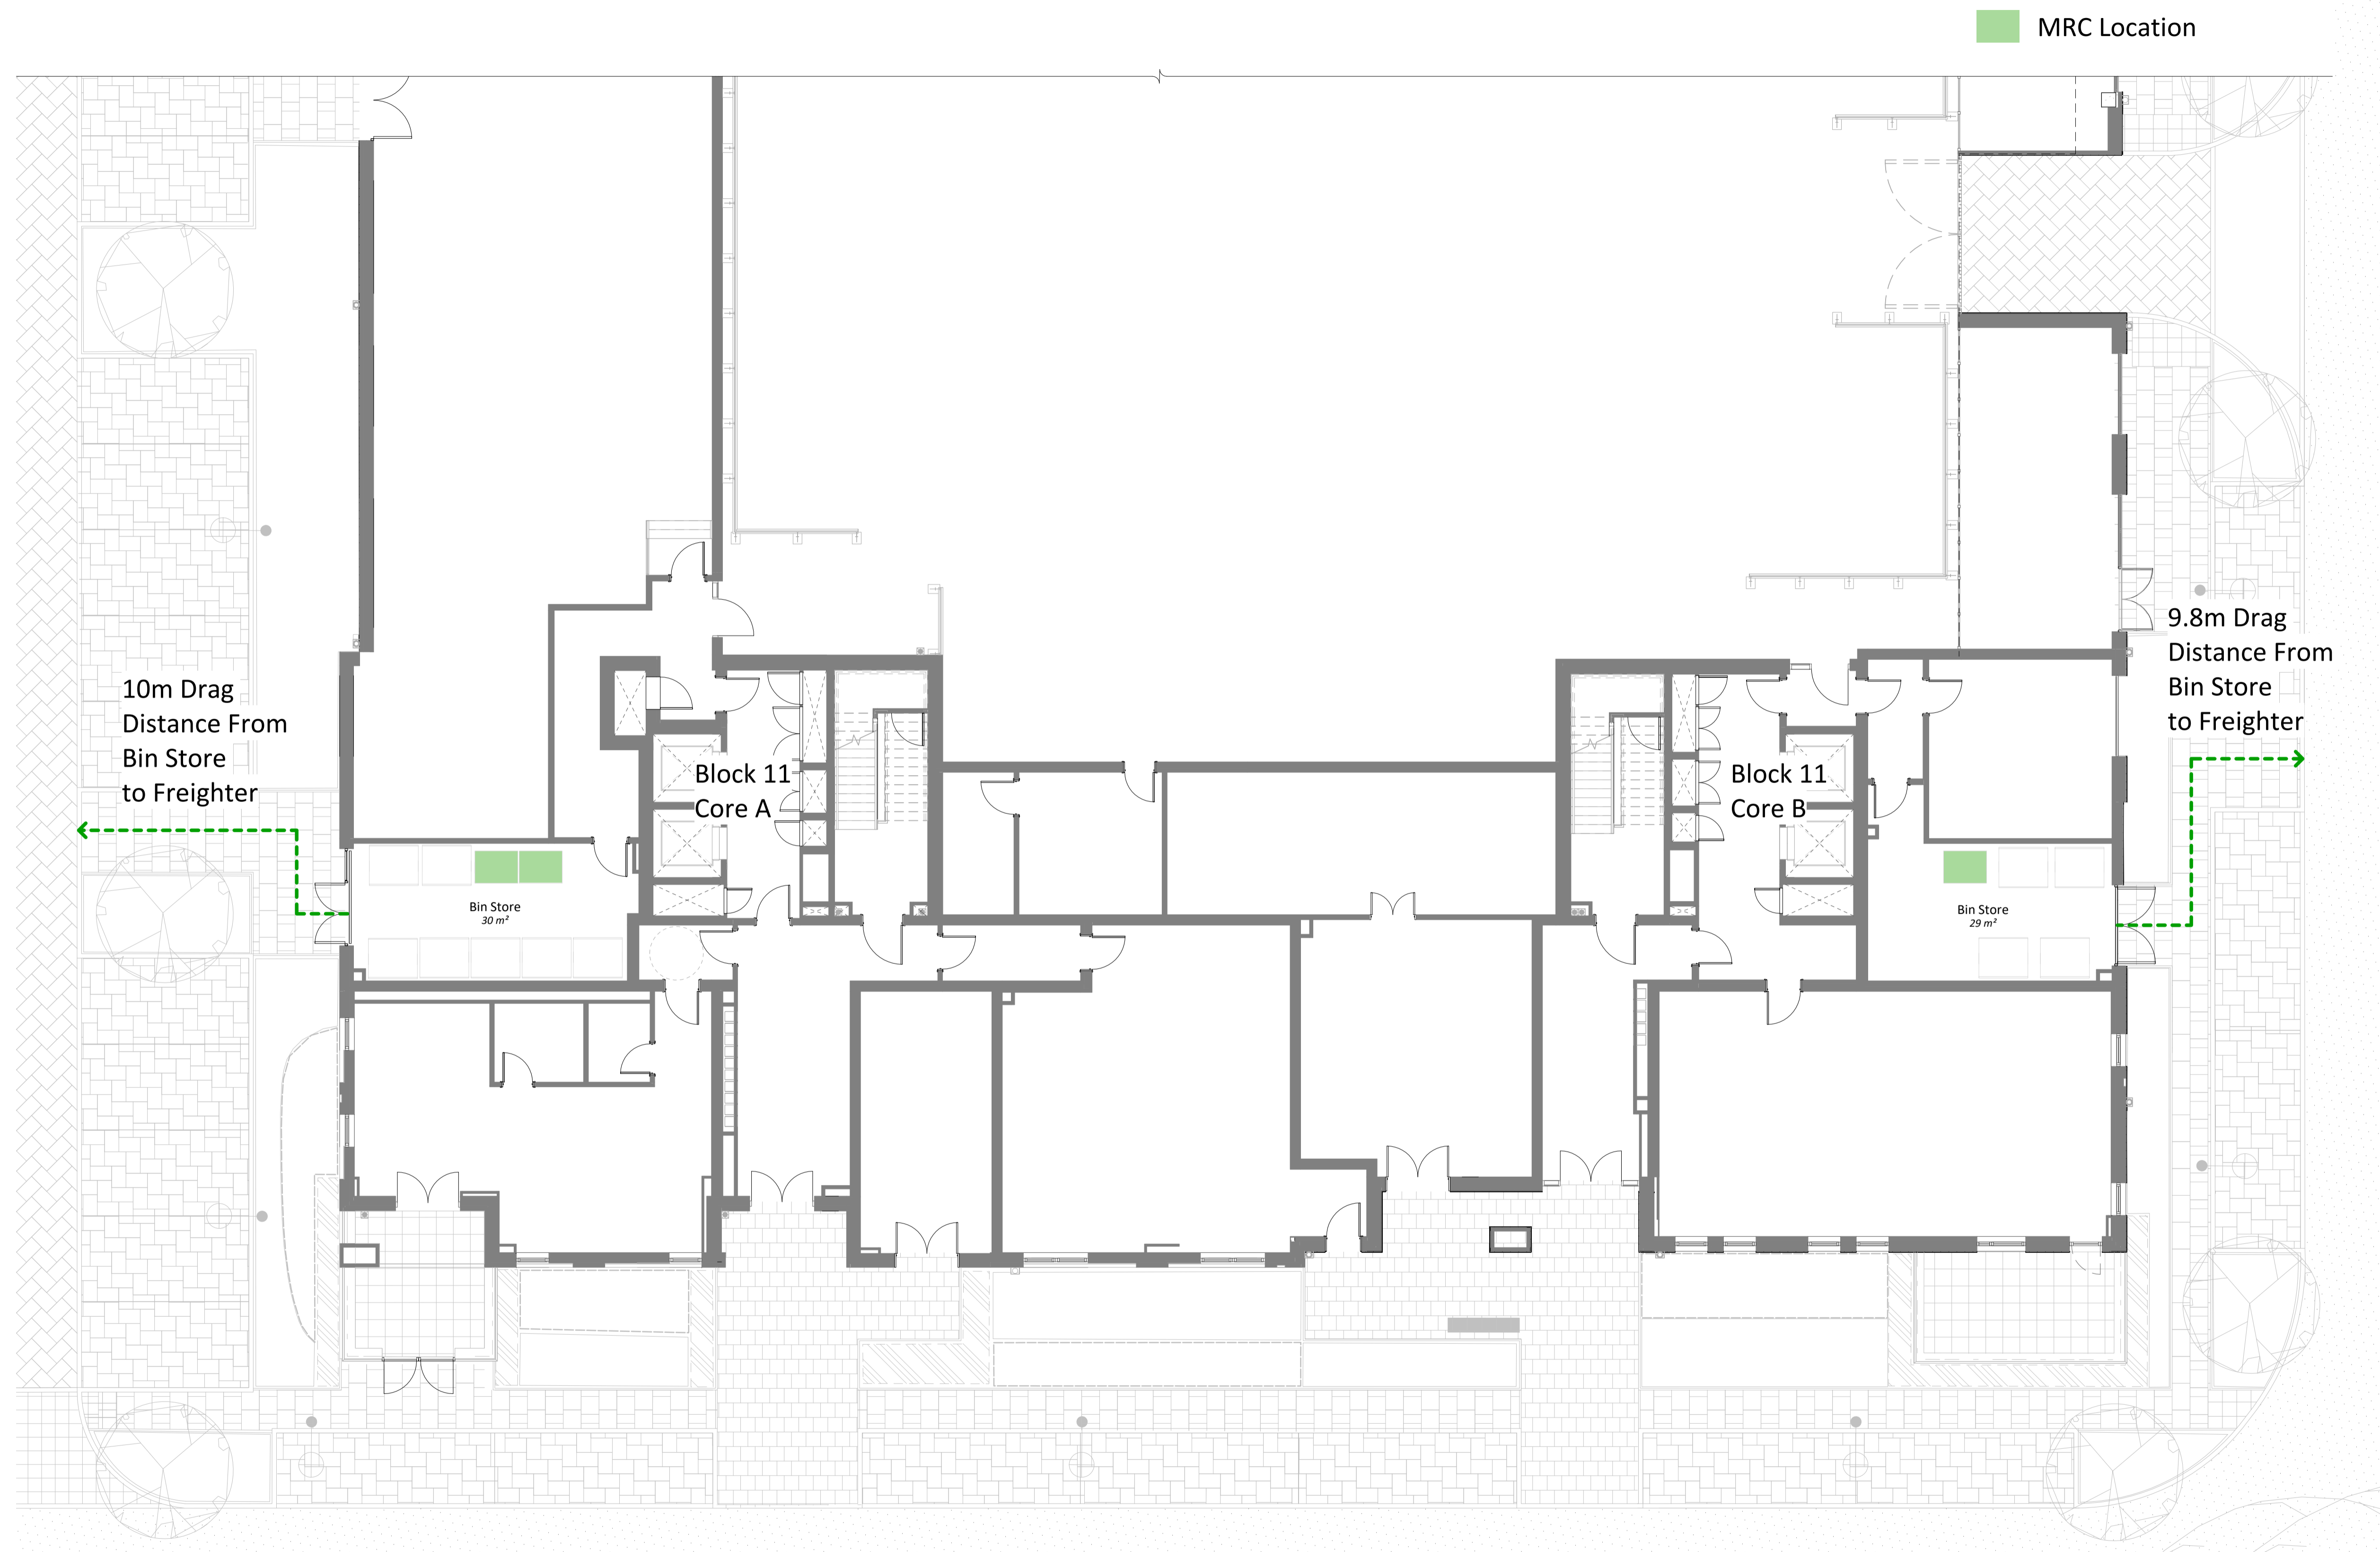 MRC Location
9.8m Drag
Distance From
Bin Store
to Freighter
10m Drag
Distance From
Bin Store
to Freighter
Block 11
Core A
Block 11
Core B
Bin Store
30 m²
Bin Store
29 m²